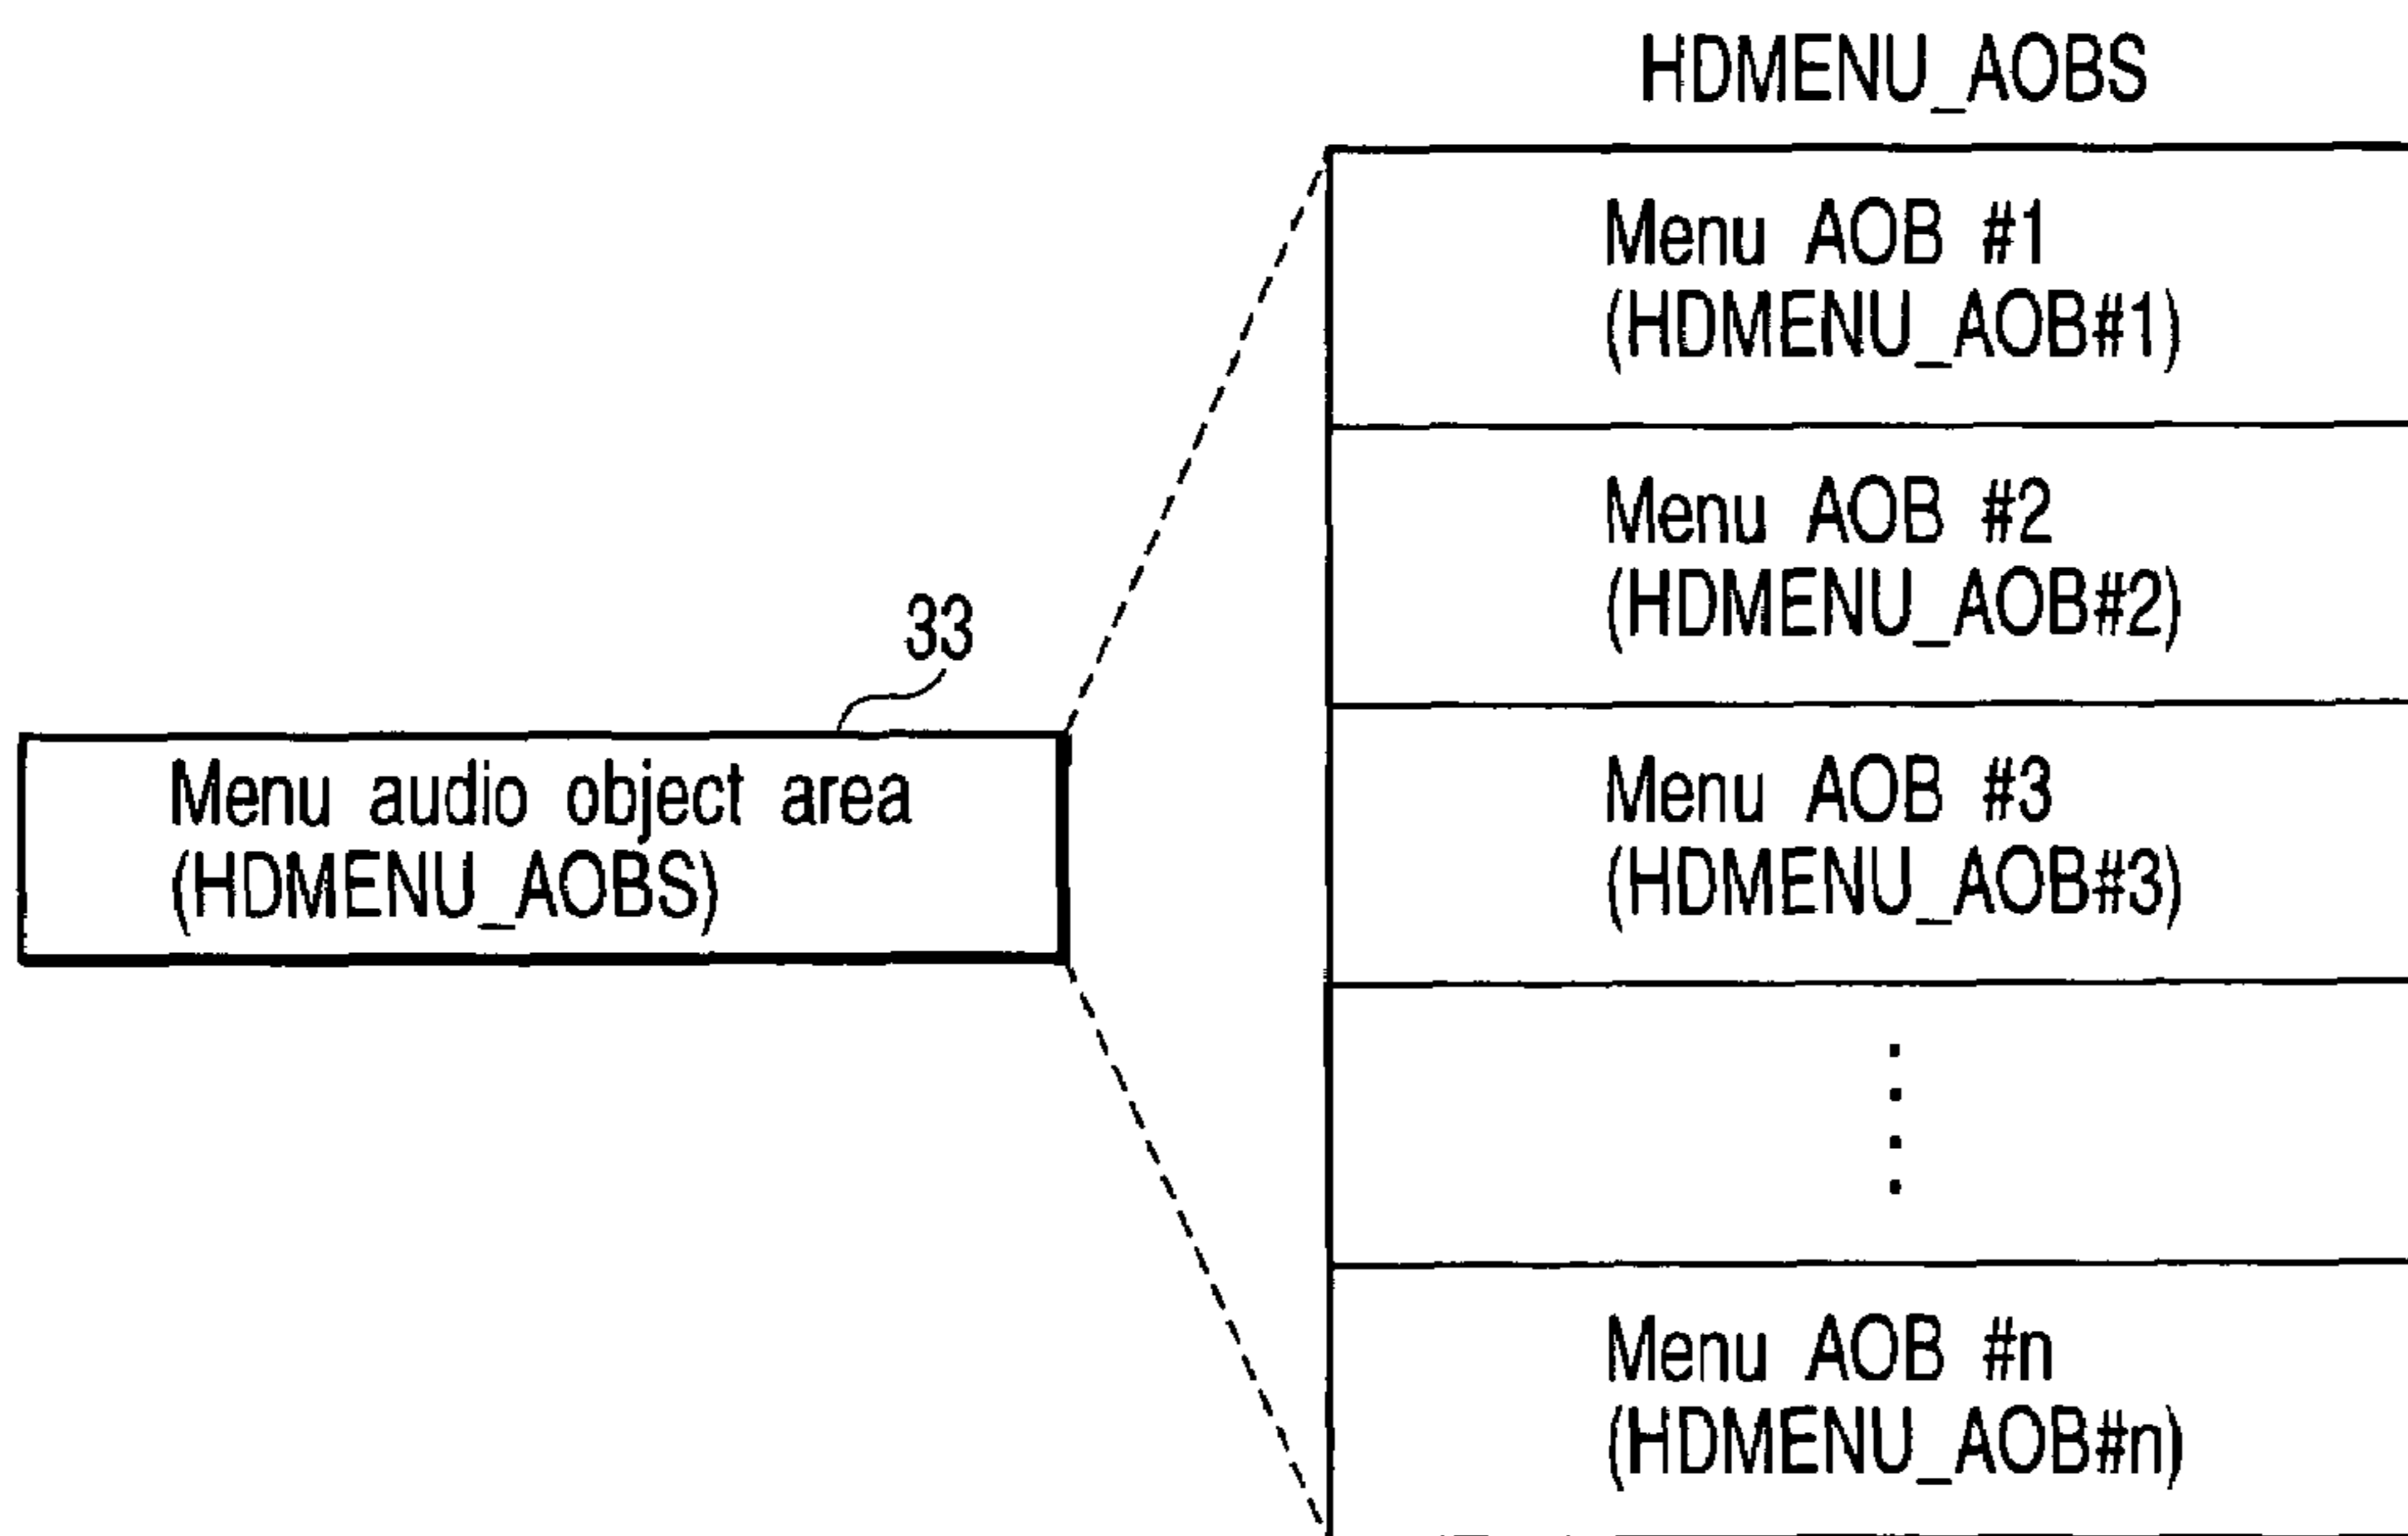 HDMENU_AOBS
Menu AOB #1
(HDMENU_AOB#1)
Menu AOB #2
(HDMENU_AOB#2)
33
Menu audio object area
(HDMENU_AOBS)
Menu AOB #3
(HDMENU_AOB#3)
Menu AOB #n
(HDMENU_AOB#n)